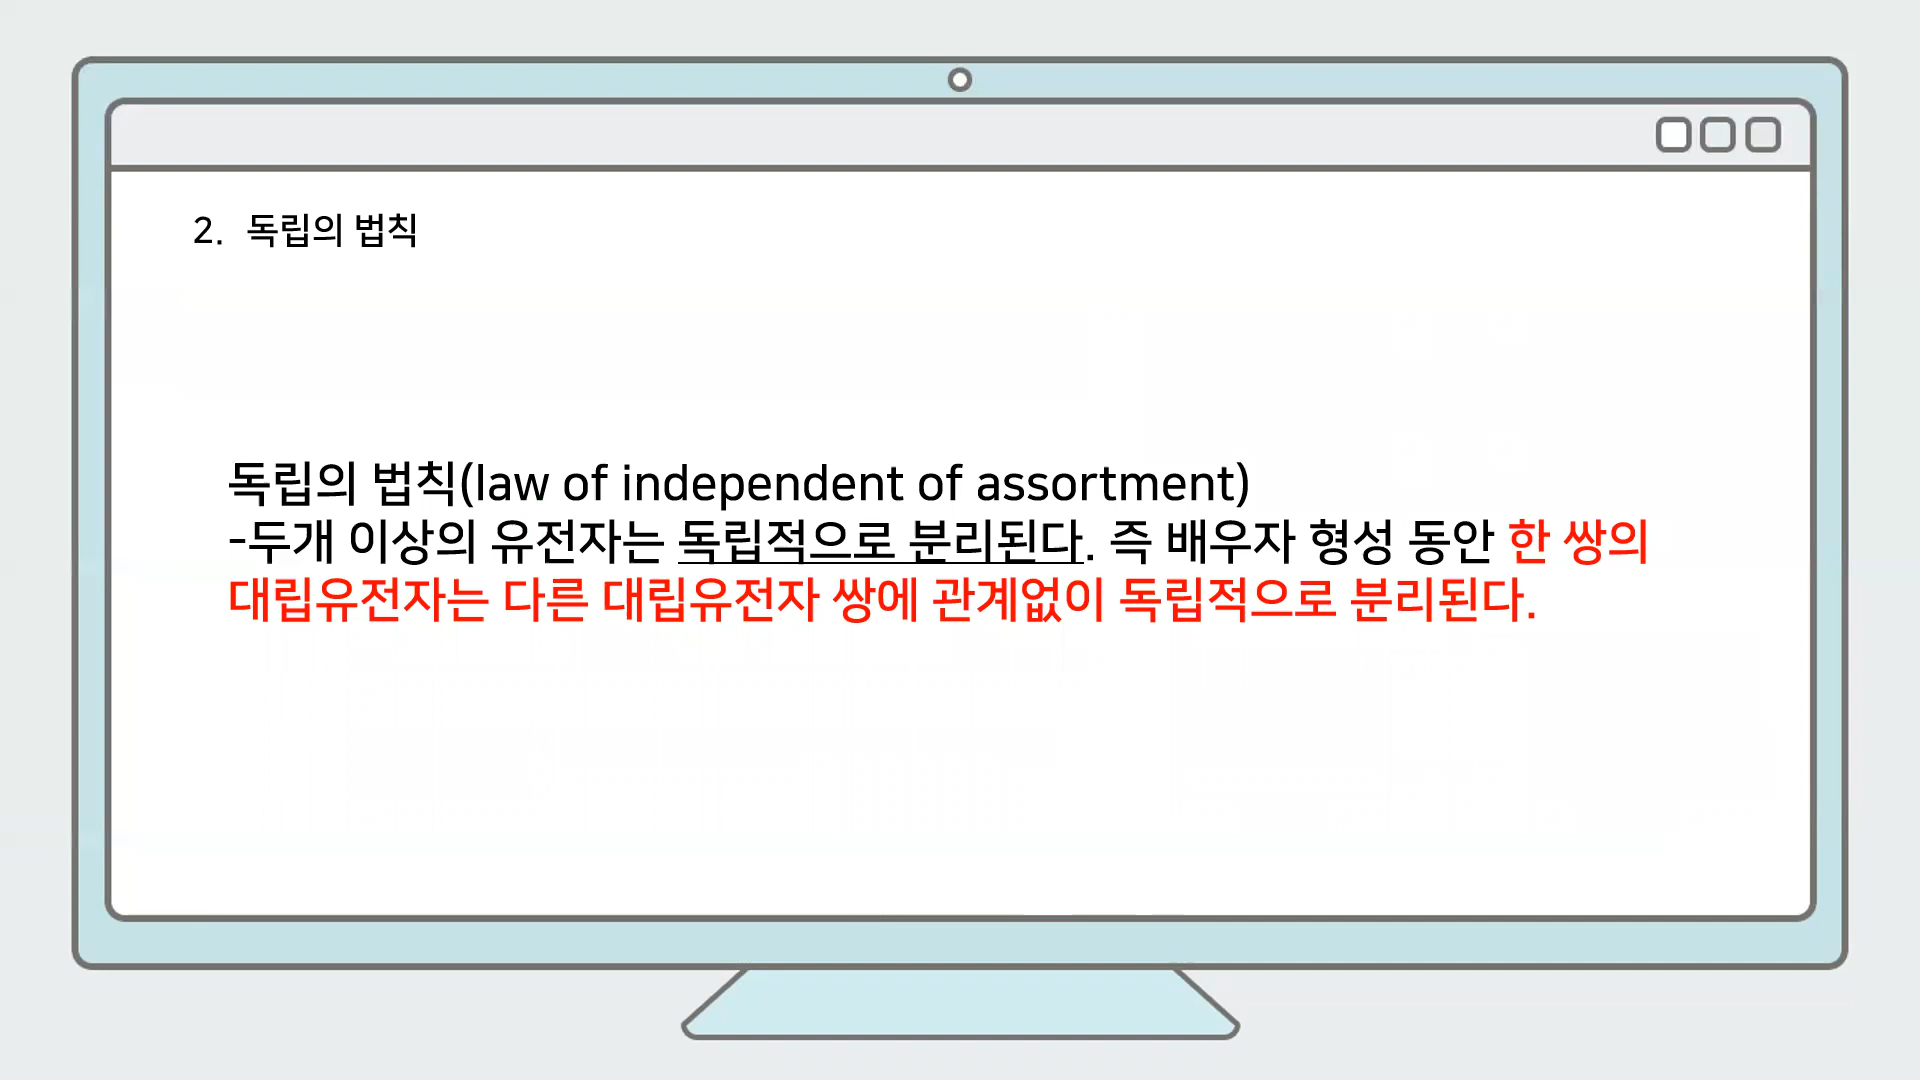 2. 독립의 법칙
독립의 법칙(law of independent of assortment)
-두개 이상의 유전자는 독립적으로 분리된다. 즉 배우자 형성 동안 한 쌍의
대립유전자는 다른 대립유전자 쌍에 관계없이 독립적으로 분리된다.